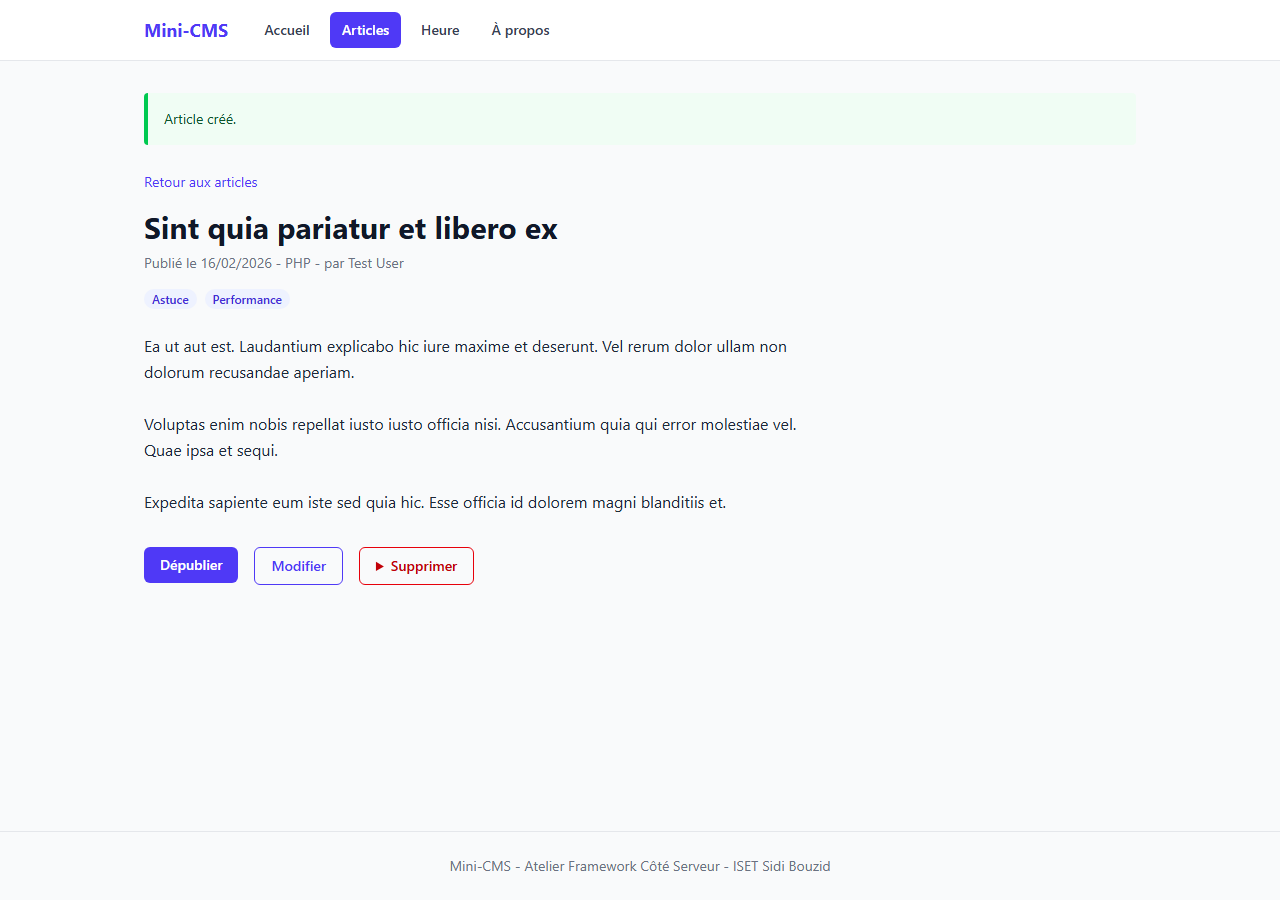 Mini-CMS Accueil Articles Heure À propos
Article créé.
Retour aux articles
Sint quia pariatur et libero ex
Publié le 16/02/2026 - PHP - par Test User
Astuce Performance
Ea ut aut est. Laudantium explicabo hic iure maxime et deserunt. Vel rerum dolor ullam non
dolorum recusandae aperiam.
Voluptas enim nobis repellat iusto iusto officia nisi. Accusantium quia qui error molestiae vel.
Quae ipsa et sequi.
Expedita sapiente eum iste sed quia hic. Esse officia id dolorem magni blanditiis et.
Dépublier Modifier Supprimer
Mini-CMS - Atelier Framework Côté Serveur - ISET Sidi Bouzid